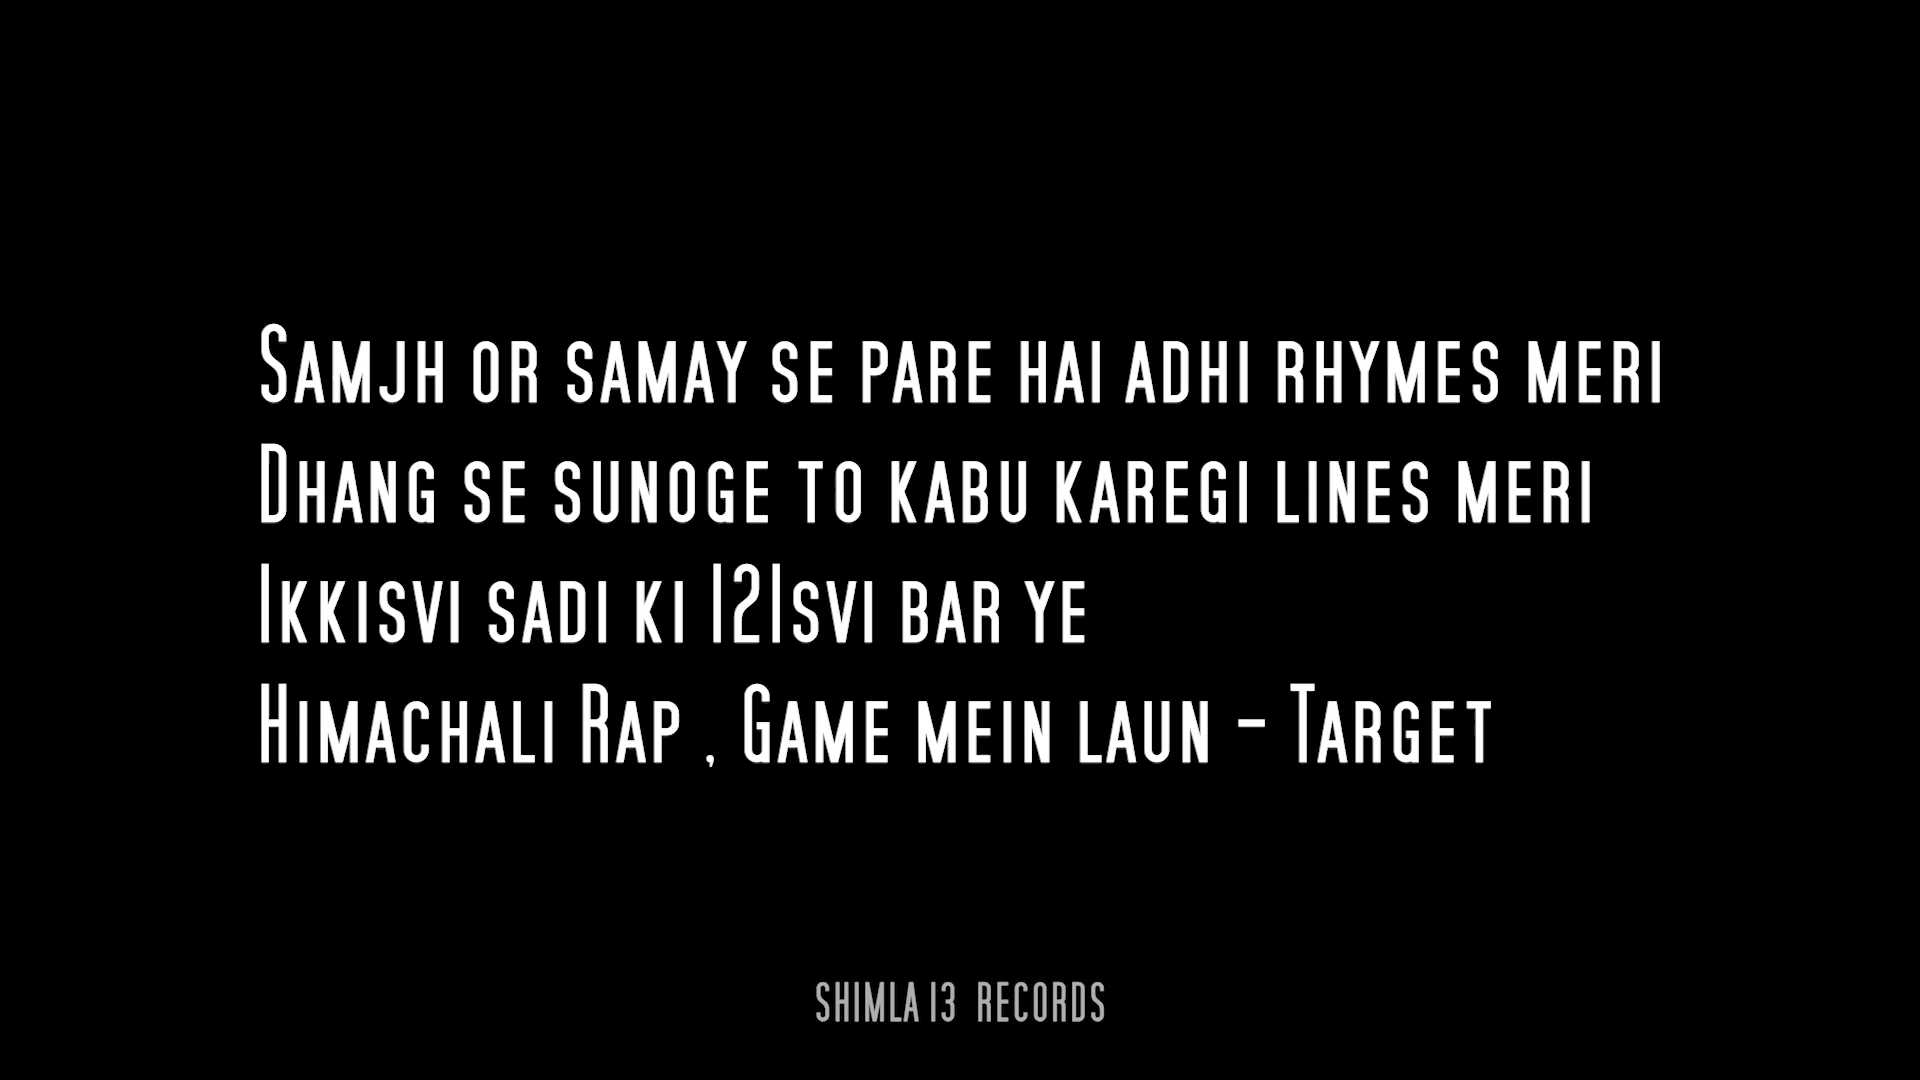 Samjh or samay se pare hai adhi rhymes meri
Dhang se sunoge to kabu karegi lines meri
Ikkisvi sadi ki 121svi bar ye
Himachali Rap , Game mein laun - Target
SHIMLA 13 RECORDS